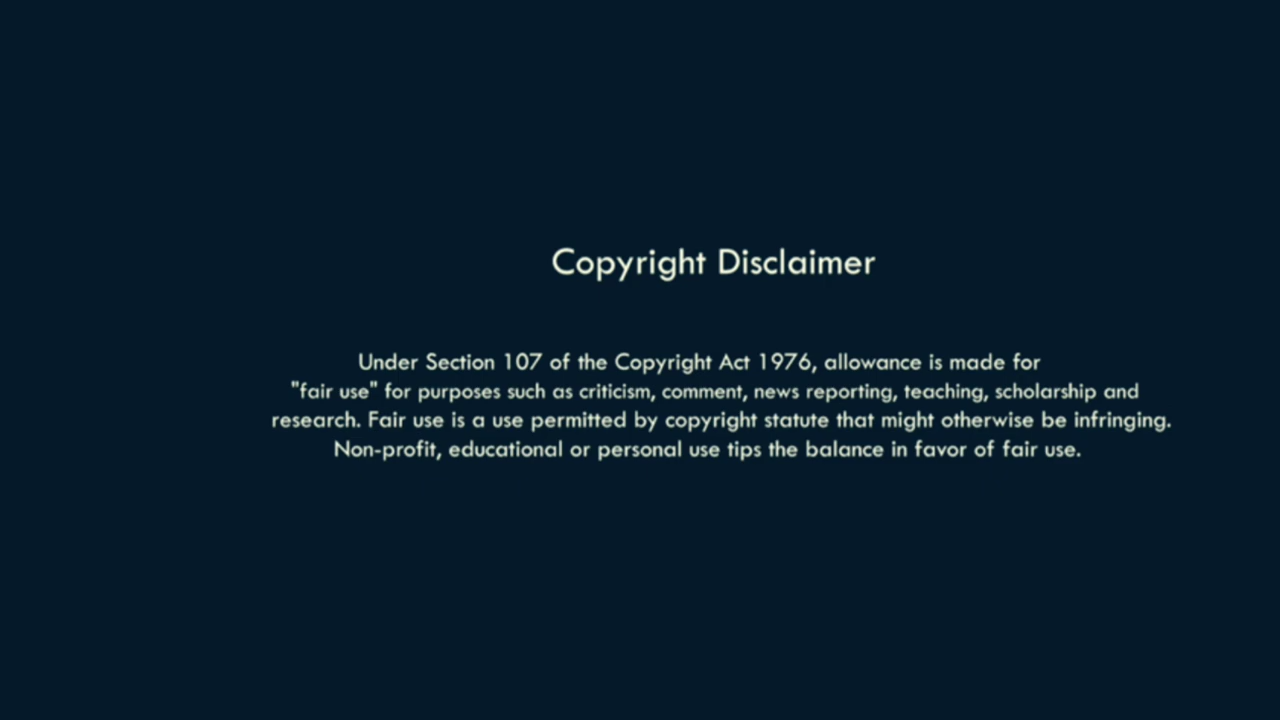 Copyright Disclaimer
Under Section 107 of the Copyright Act 1976, allowance is made for
"fair use" for purposes such as criticism, comment, news reporting, teaching, scholarship and
research. Fair use is a use permitted by copyright statute that might otherwise be infringing.
Non-profit, educational or personal use tips the balance in favor of fair use.